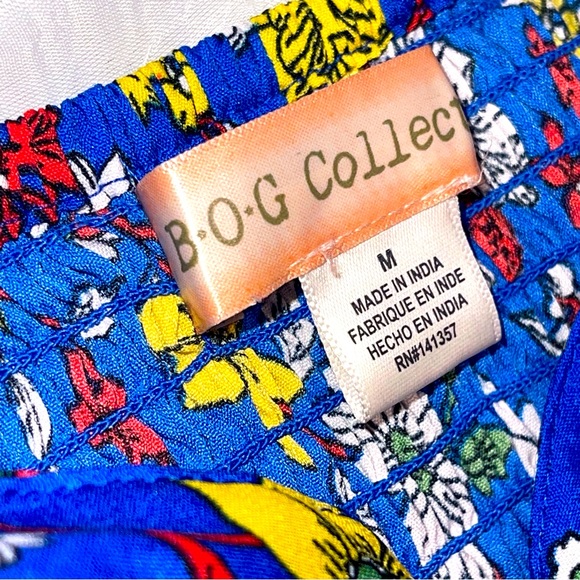 B·O·G Collect
M
MADE IN INDIA
FABRIQUE EN INDE
HECHO EN INDIA
RN#141357